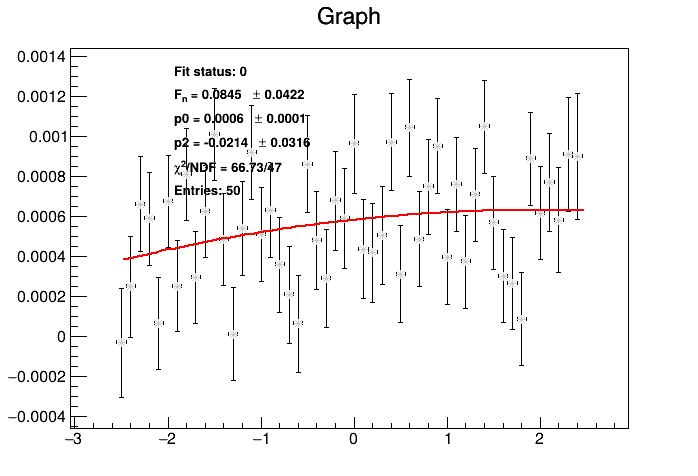 Graph
0.0014
0.0012
0.001
0.0008
0.0006
0.0004
0.0002
0
−0.0002
−0.0004
Fit status: 0
Fn = 0.0845 ± 0.0422
p0 = 0.0006 ± 0.0001
p2 = -0.0214 ± 0.0316
χ²/NDF = 66.73/47
Entries: 50
−3 −2 −1 0 1 2